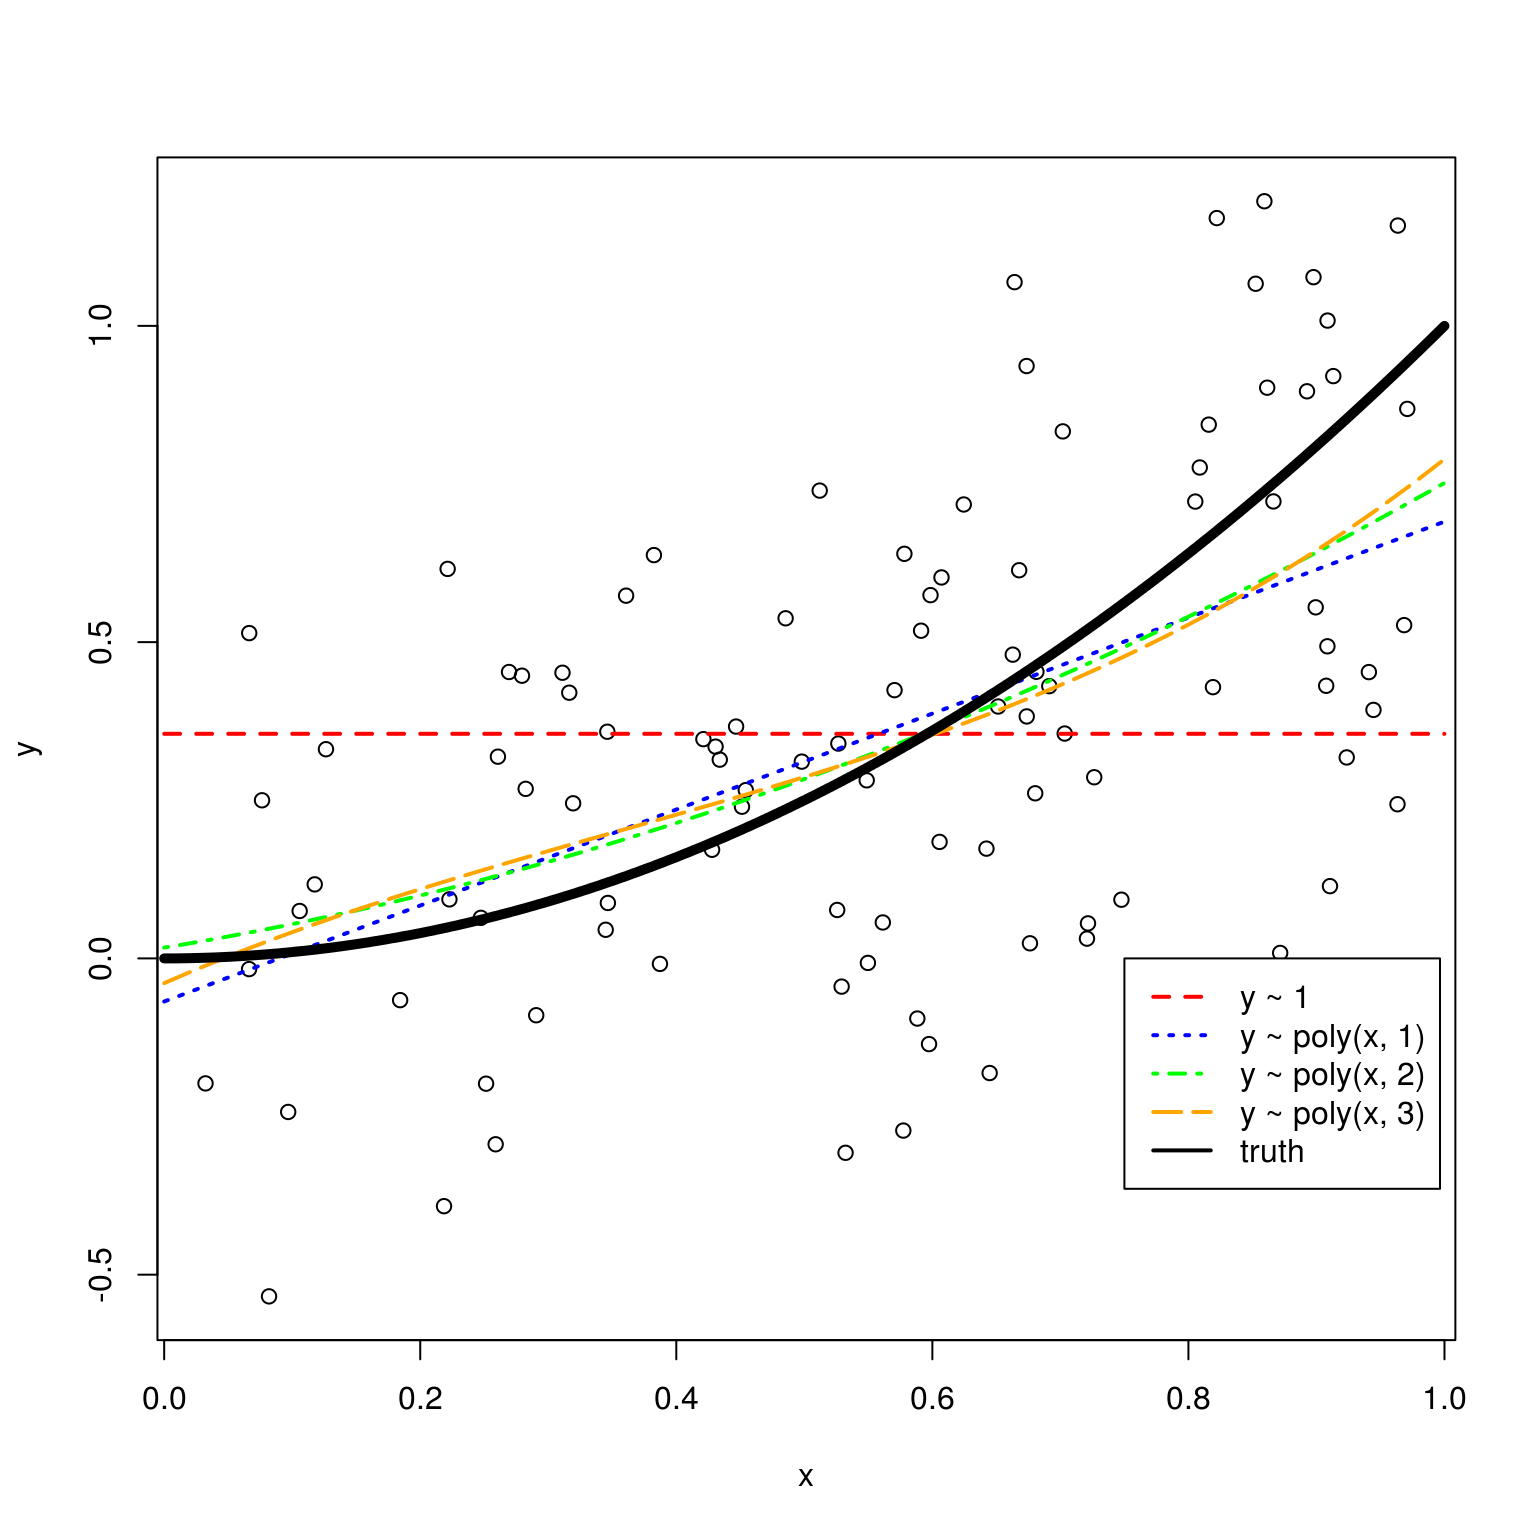 1.0
0.5
0.0
-0.5
y
0.0 0.2 0.4 0.6 0.8 1.0
x
y ~ 1
y ~ poly(x, 1)
y ~ poly(x, 2)
y ~ poly(x, 3)
truth